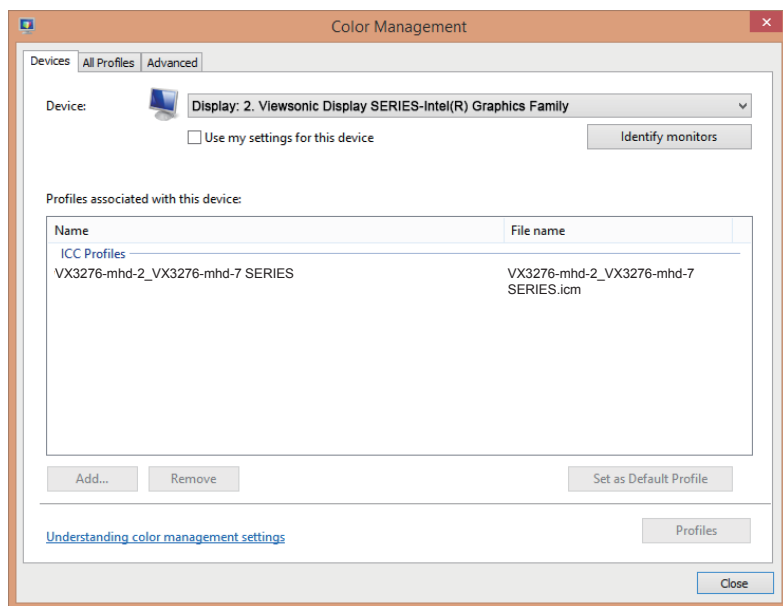 Color Management
Devices All Profiles Advanced
Device: Display: 2. Viewsonic Display SERIES-Intel(R) Graphics Family
Use my settings for this device Identify monitors
Profiles associated with this device:
Name File name
ICC Profiles
VX3276-mhd-2_VX3276-mhd-7 SERIES VX3276-mhd-2_VX3276-mhd-7
SERIES.icm
Add... Remove Set as Default Profile
Understanding color management settings Profiles
Close